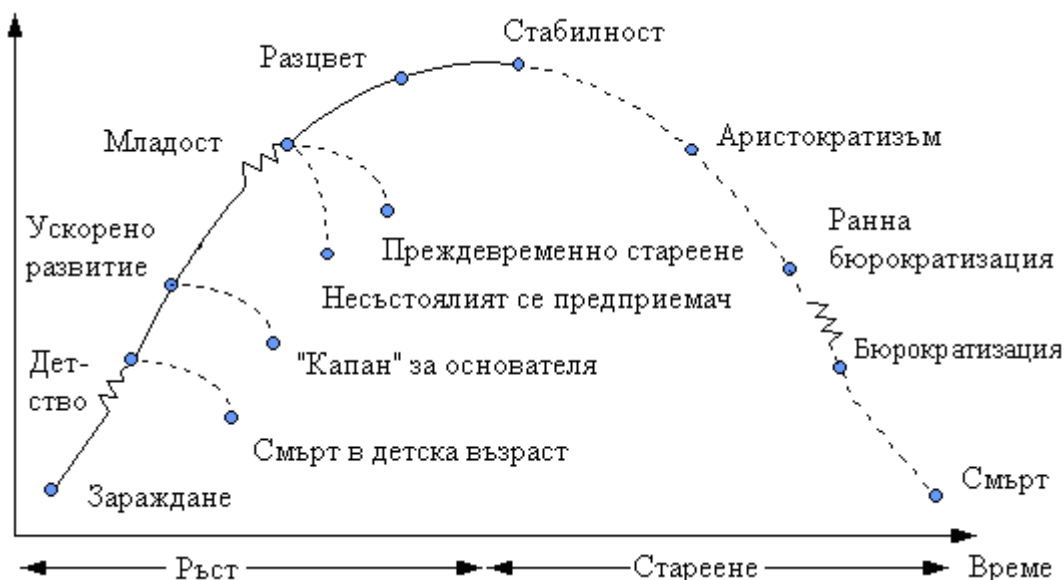 Стабилност
Разцвет
Младост
Аристократизъм
Ускорено
развитие
Ранна
бюрократизация
Преждевременно стареене
Несъстоялият се предприемач
Дет-
ство
"Капан" за основателя
Бюрократизация
Смърт в детска възраст
Зараждане
Смърт
Ръст
Стареене
Време